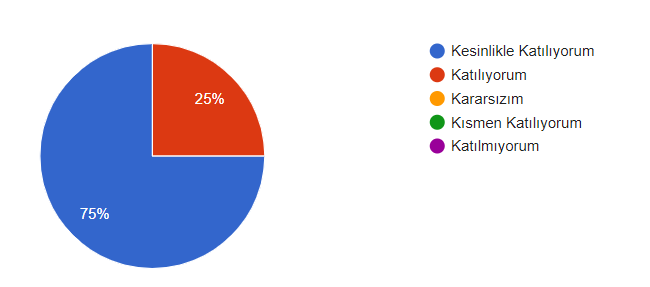 25%
75%
Kesinlikle Katılıyorum
Katılıyorum
Kararsızım
Kısmen Katılıyorum
Katılmıyorum